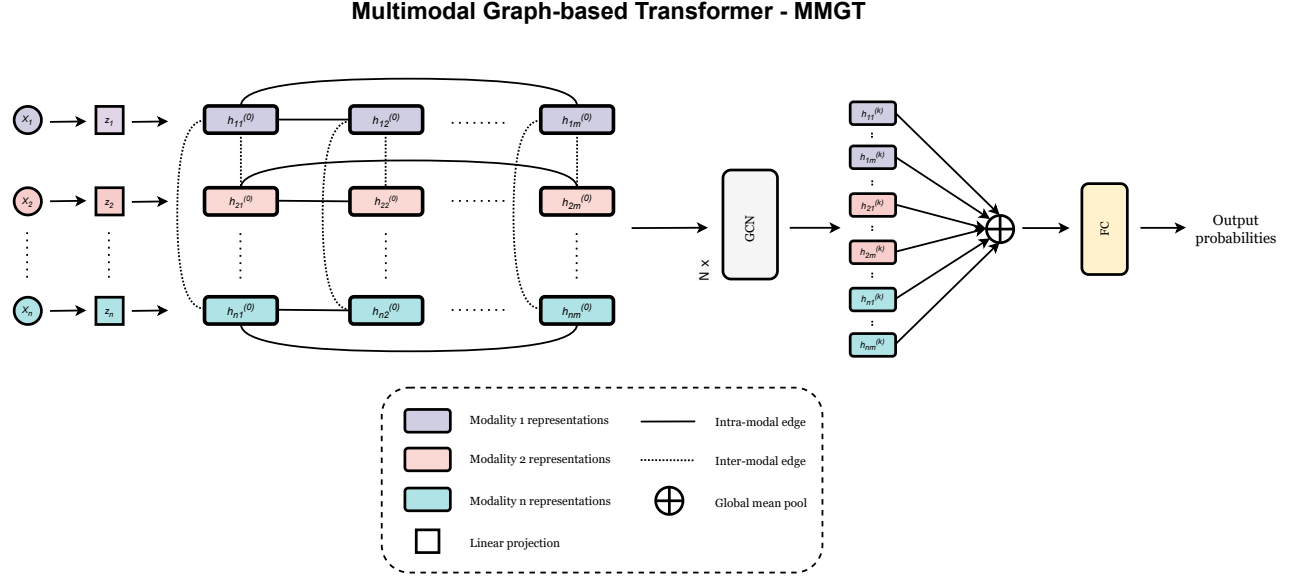 Multimodal Graph-based Transformer - MMGT
X1 z1 h11(0) h12(0) ........ h1m(0)
X2 z2 h21(0) h22(0) ........ h2m(0)
Xn zn hn1(0) hn2(0) ........ hnm(0)
N x
GCN
h11(k)
:
h1m(k)
:
h21(k)
:
h2m(k)
:
hn1(k)
:
hnm(k)
FC
Output
probabilities
Modality 1 representations
Modality 2 representations
Modality n representations
Linear projection
Intra-modal edge
Inter-modal edge
Global mean pool